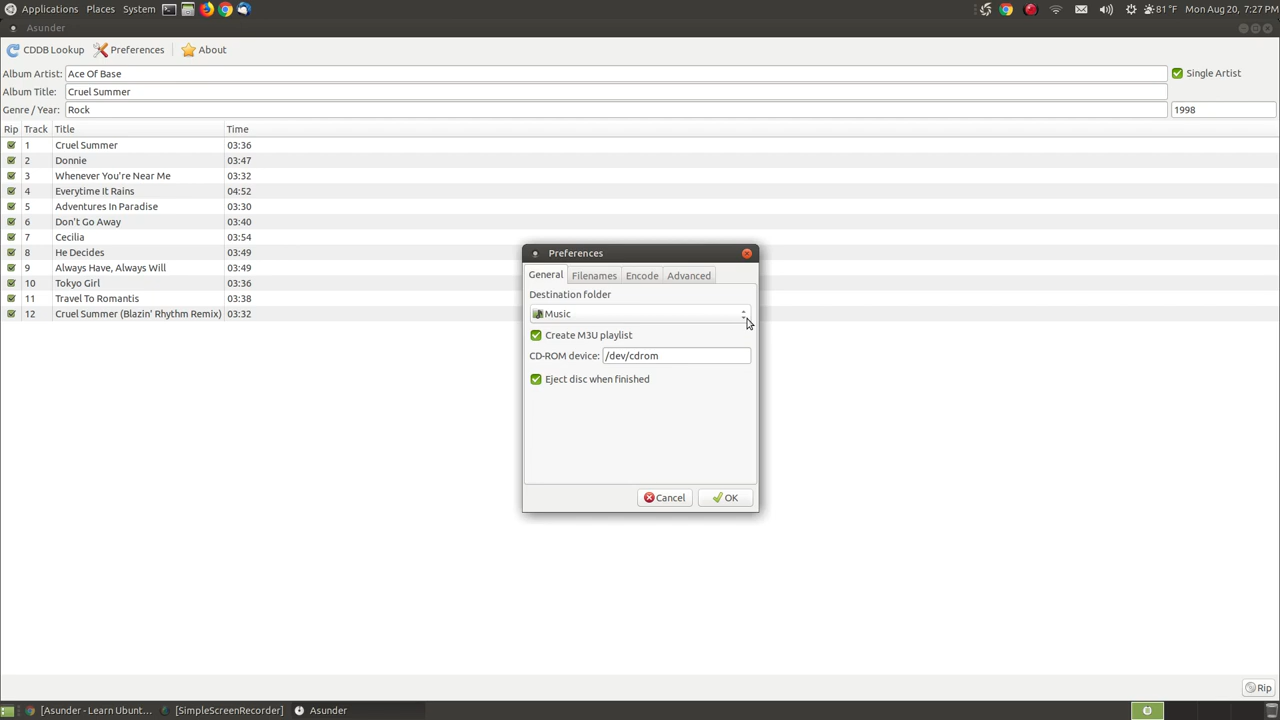 Applications Places System 81 °F Mon Aug 20, 7:27 PM
Asunder
CDDB Lookup Preferences About
Album Artist: Ace Of Base Single Artist
Album Title: Cruel Summer
Genre / Year: Rock 1998
Rip Track Title Time
1 Cruel Summer 03:36
2 Donnie 03:47
3 Whenever You're Near Me 03:32
4 Everytime It Rains 04:52
5 Adventures In Paradise 03:30
6 Don't Go Away 03:40
7 Cecilia 03:54
8 He Decides 03:49
9 Always Have, Always Will 03:49
10 Tokyo Girl 03:36
11 Travel To Romantis 03:38
12 Cruel Summer (Blazin' Rhythm Remix) 03:32
Preferences
General Filenames Encode Advanced
Destination folder
Music
Create M3U playlist
CD-ROM device: /dev/cdrom
Eject disc when finished
Cancel OK
Rip
[Asunder - Learn Ubunt... [SimpleScreenRecorder] Asunder